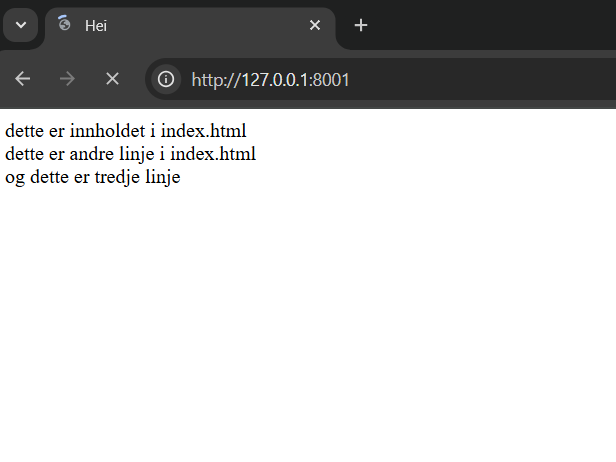 Hei
http://127.0.0.1:8001
dette er innholdet i index.html
dette er andre linje i index.html
og dette er tredje linje